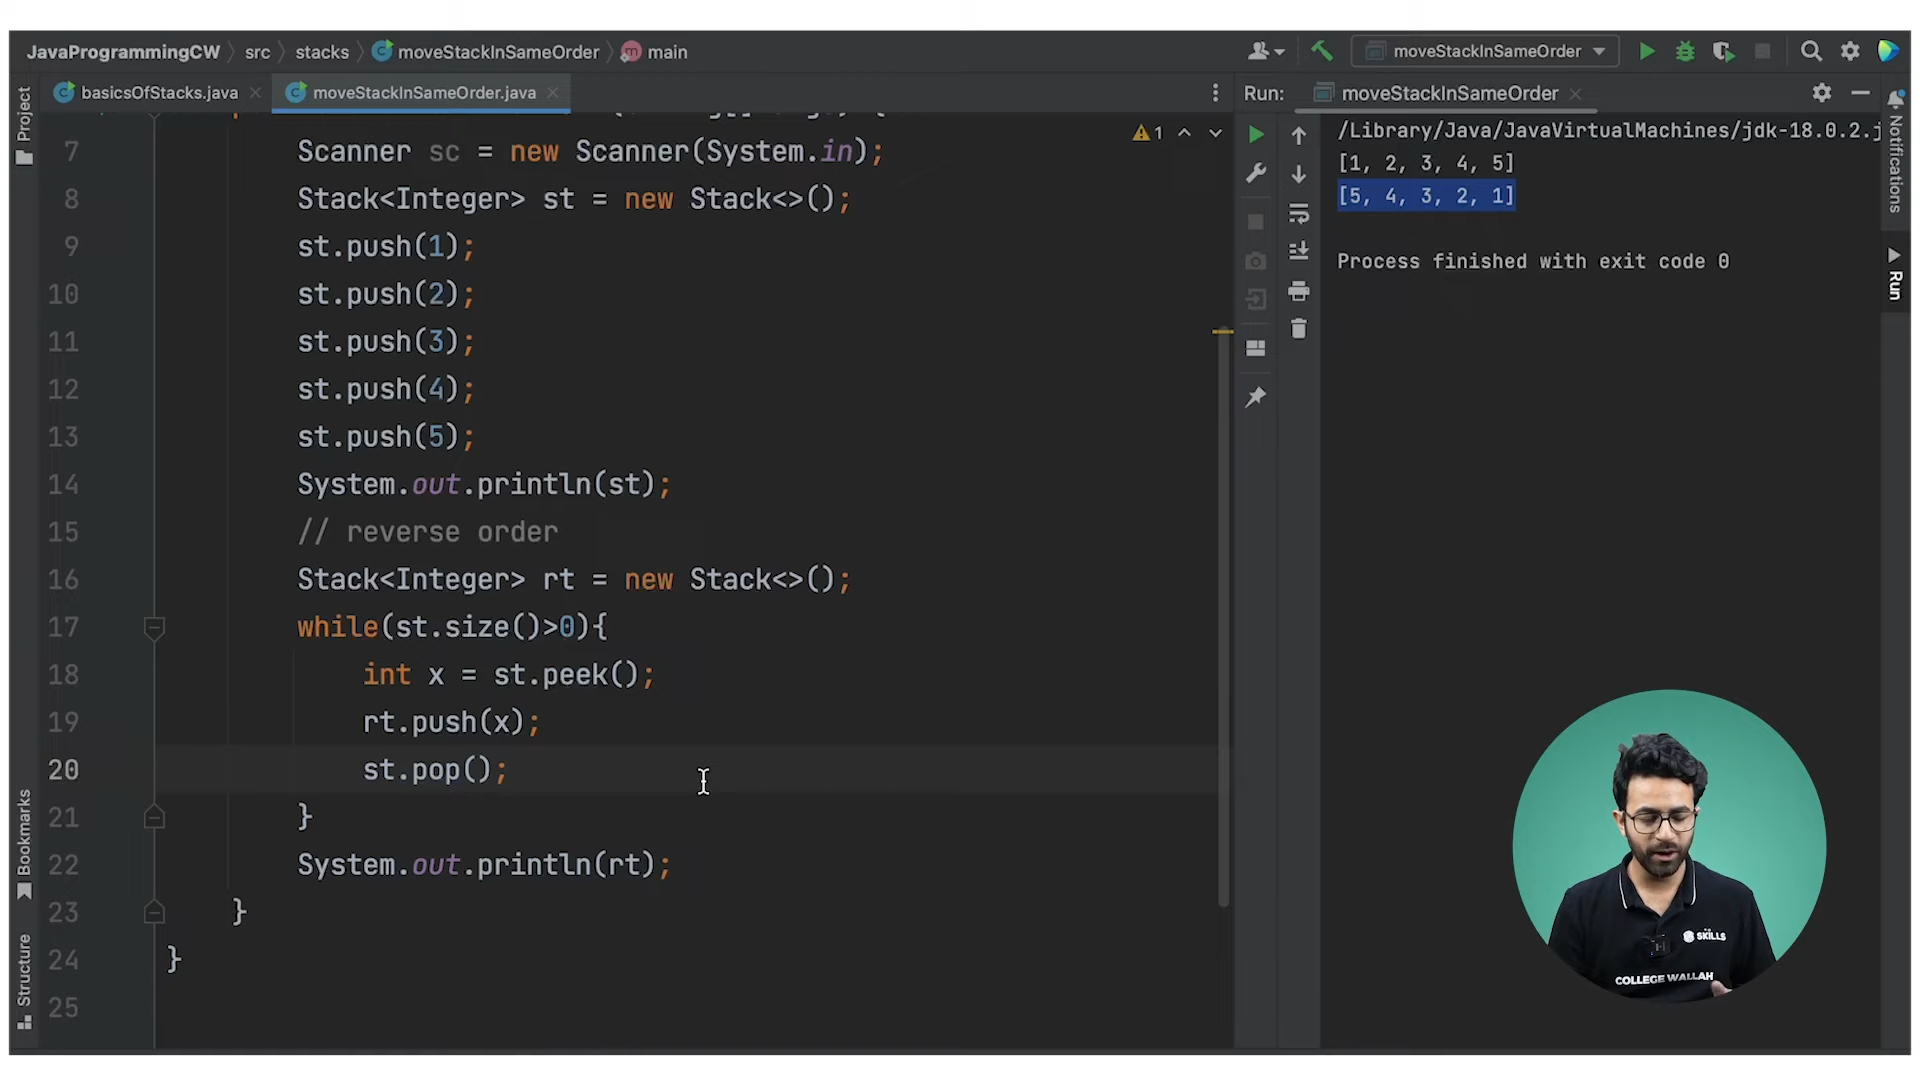 JavaProgrammingCW src stacks moveStackInSameOrder main
moveStackInSameOrder
basicsOfStacks.java
moveStackInSameOrder.java
Run: moveStackInSameOrder
Project
Bookmarks
Structure
1
7 Scanner sc = new Scanner(System.in);
8 Stack<Integer> st = new Stack<>();
9 st.push(1);
10 st.push(2);
11 st.push(3);
12 st.push(4);
13 st.push(5);
14 System.out.println(st);
15 // reverse order
16 Stack<Integer> rt = new Stack<>();
17 while(st.size()>0){
18 int x = st.peek();
19 rt.push(x);
20 st.pop();
21 }
22 System.out.println(rt);
23 }
24 }
25
/Library/Java/JavaVirtualMachines/jdk-18.0.2.j
[1, 2, 3, 4, 5]
[5, 4, 3, 2, 1]
Process finished with exit code 0
Notifications
Run
SKILLS
COLLEGE WALLAH